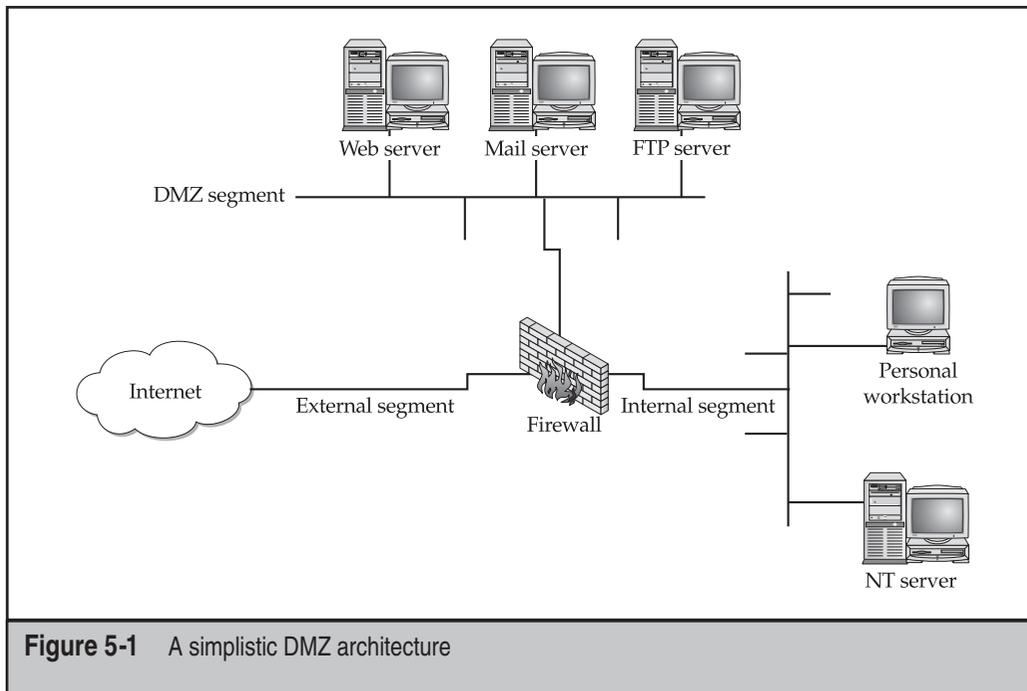 Web server
Mail server
FTP server
DMZ segment
Internet
External segment
Firewall
Internal segment
Personal
workstation
NT server
Figure 5-1 A simplistic DMZ architecture